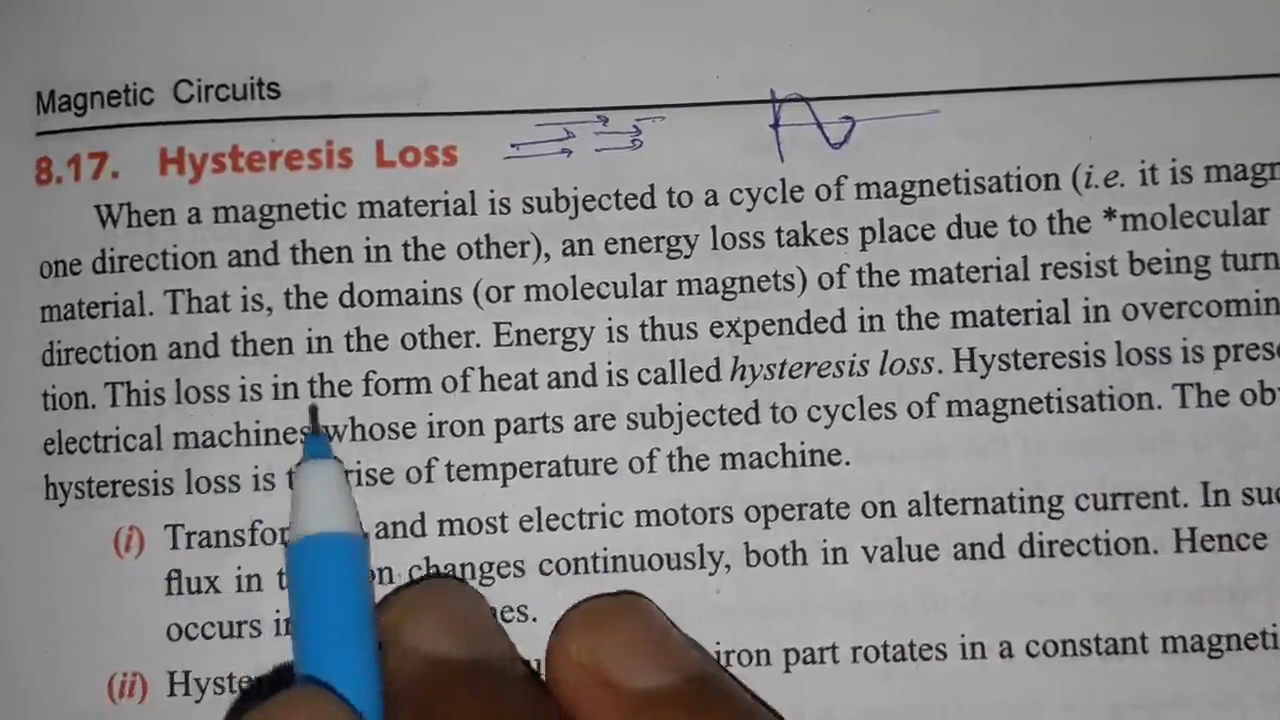 Magnetic Circuits
8.17. Hysteresis Loss
When a magnetic material is subjected to a cycle of magnetisation (i.e. it is magn
one direction and then in the other), an energy loss takes place due to the *molecular
material. That is, the domains (or molecular magnets) of the material resist being turn
direction and then in the other. Energy is thus expended in the material in overcomin
tion. This loss is in the form of heat and is called hysteresis loss. Hysteresis loss is prese
electrical machines whose iron parts are subjected to cycles of magnetisation. The ob
hysteresis loss is rise of temperature of the machine.
(i) Transfor and most electric motors operate on alternating current. In suc
flux in changes continuously, both in value and direction. Hence
occurs
(ii) Hyste iron part rotates in a constant magneti